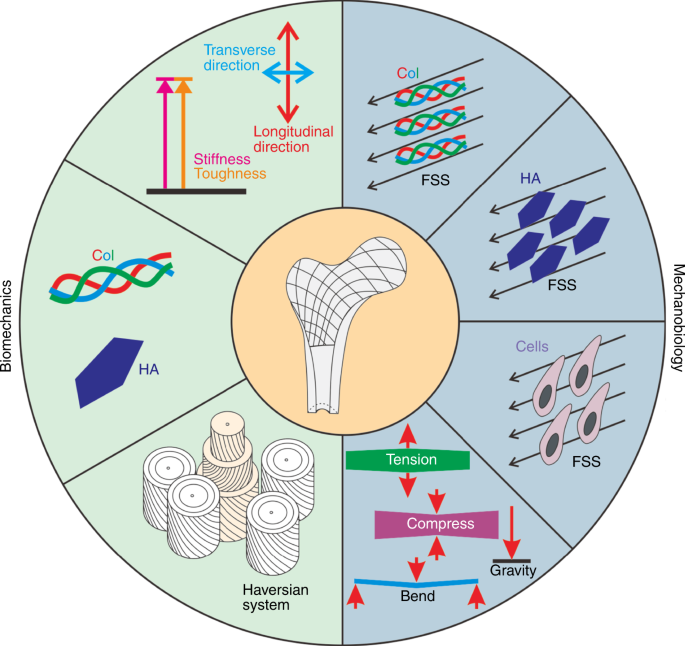 Transverse
direction
Longitudinal
direction
Stiffness
Toughness
Col
FSS
HA
FSS
Cells
FSS
Tension
Compress
Gravity
Bend
Haversian
system
Col
HA
Biomechanics
Mechanobiology